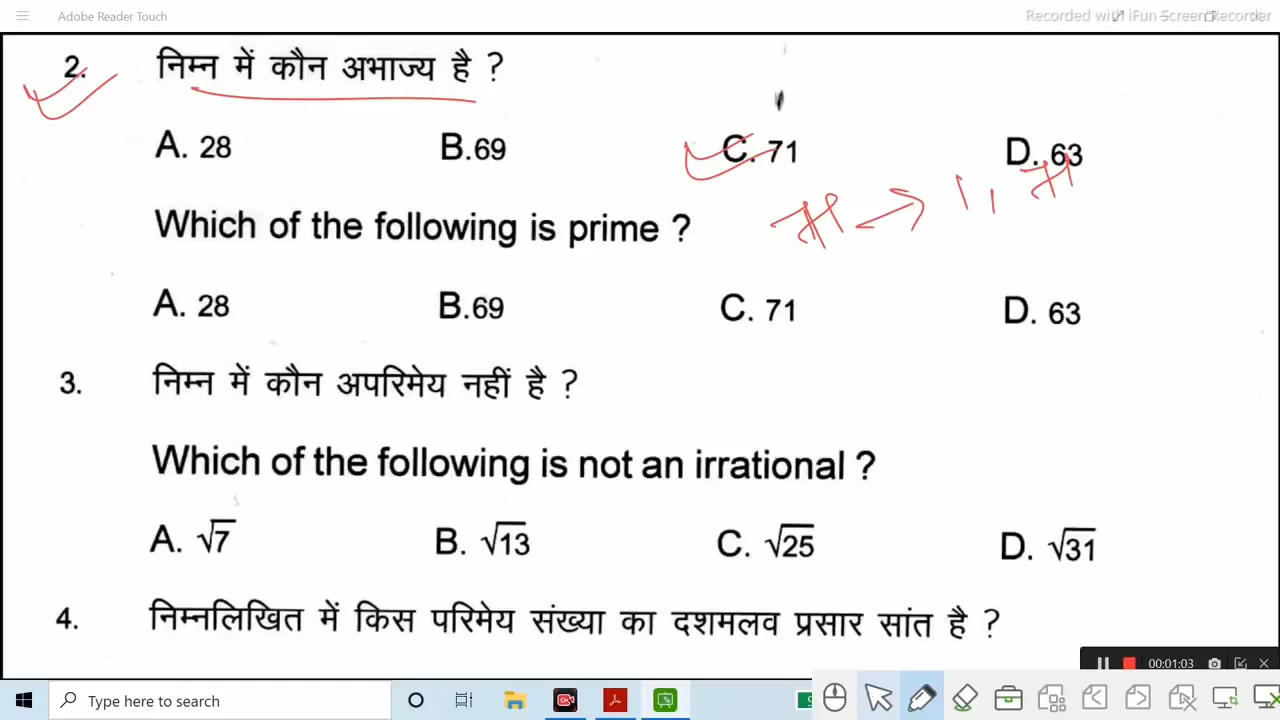 Adobe Reader Touch
Recorded with iFun Screen Recorder
2. निम्न में कौन अभाज्य है ?
A. 28 B.69 C. 71 D. 63
Which of the following is prime ?
A. 28 B.69 C. 71 D. 63
3. निम्न में कौन अपरिमेय नहीं है ?
Which of the following is not an irrational ?
A. √7 B. √13 C. √25 D. √31
4. निम्नलिखित में किस परिमेय संख्या का दशमलव प्रसार सांत है ?
00:01:03
Type here to search